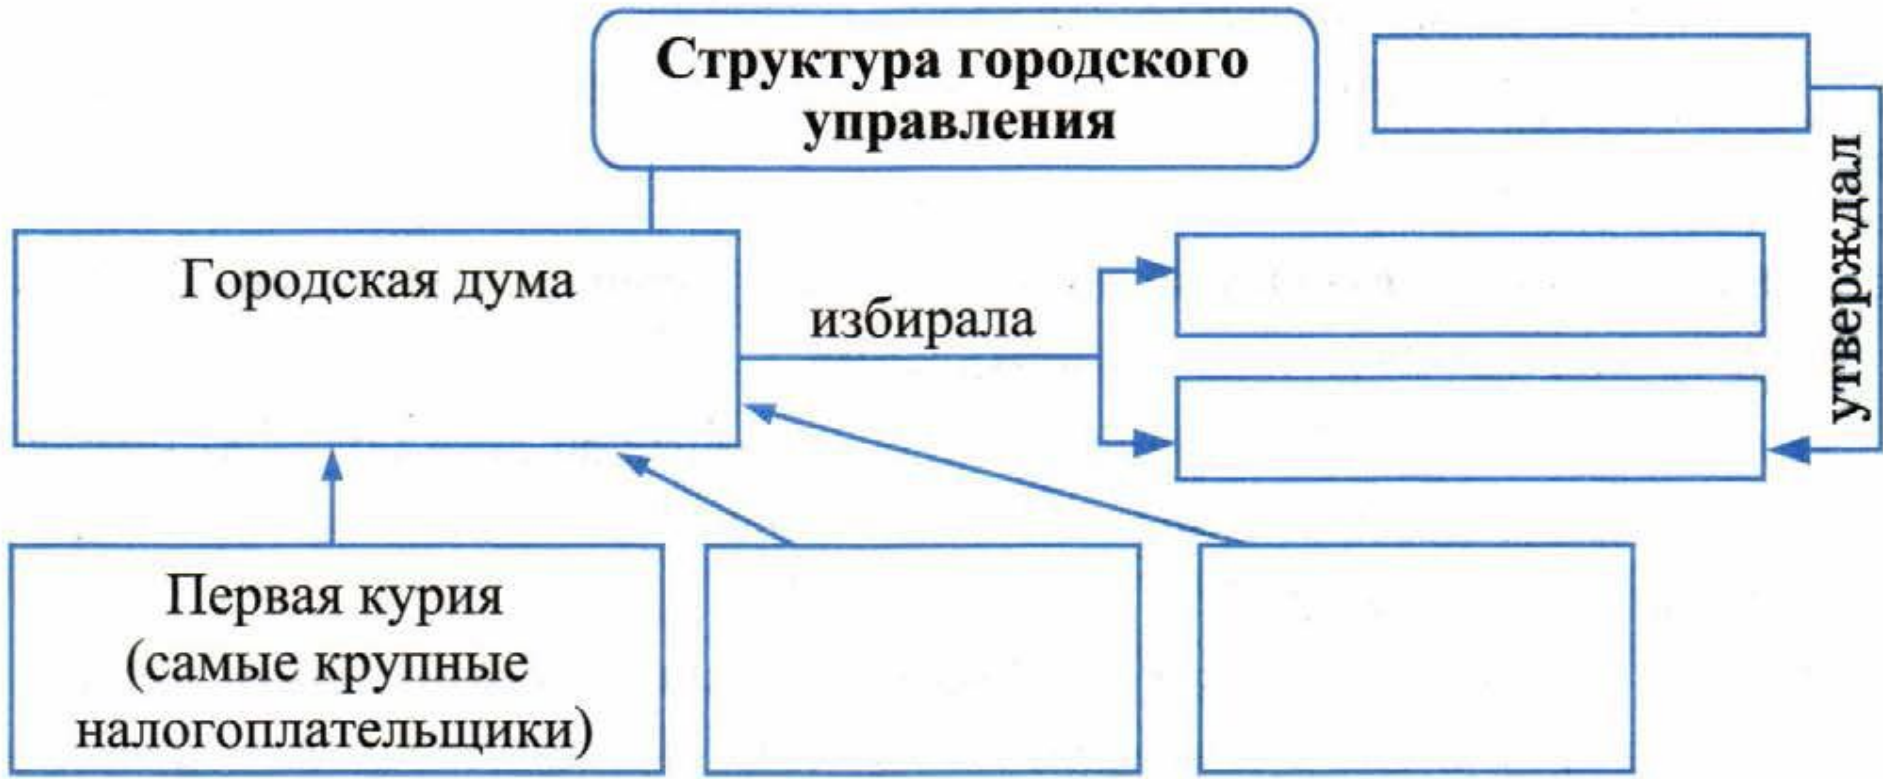 Структура городского
управления
утверждал
Городская дума
избирала
Первая курия
(самые крупные
налогоплательщики)